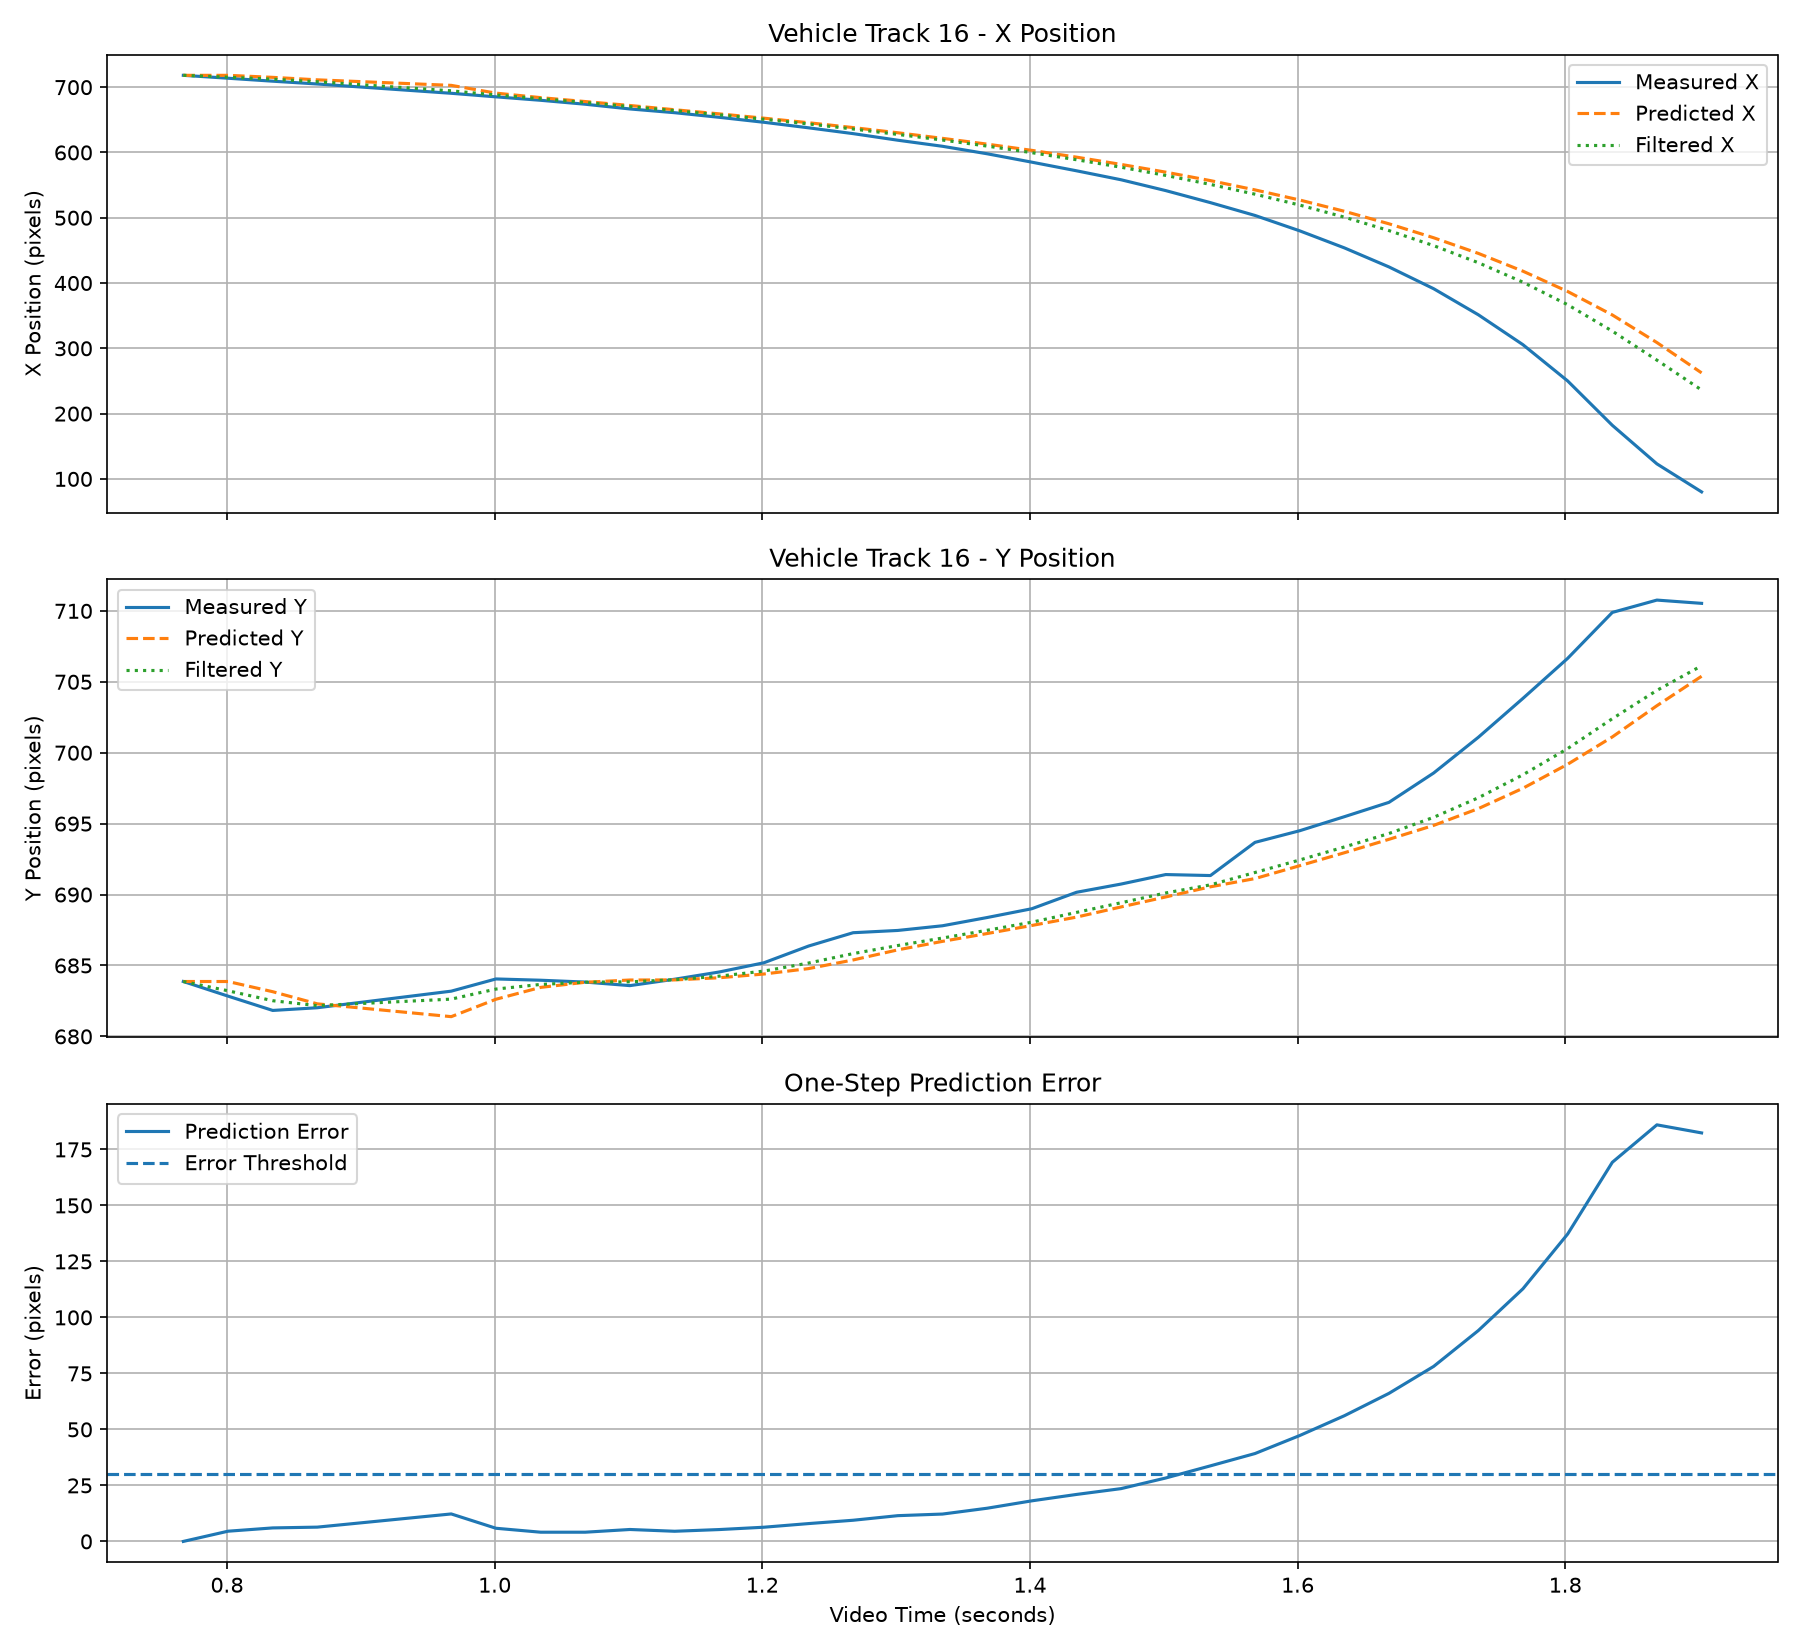 Vehicle Track 16 - X Position
X Position (pixels)
700
600
500
400
300
200
100
Measured X
Predicted X
Filtered X
Vehicle Track 16 - Y Position
Y Position (pixels)
710
705
700
695
690
685
680
Measured Y
Predicted Y
Filtered Y
One-Step Prediction Error
Error (pixels)
175
150
125
100
75
50
25
0
Prediction Error
Error Threshold
0.8 1.0 1.2 1.4 1.6 1.8
Video Time (seconds)